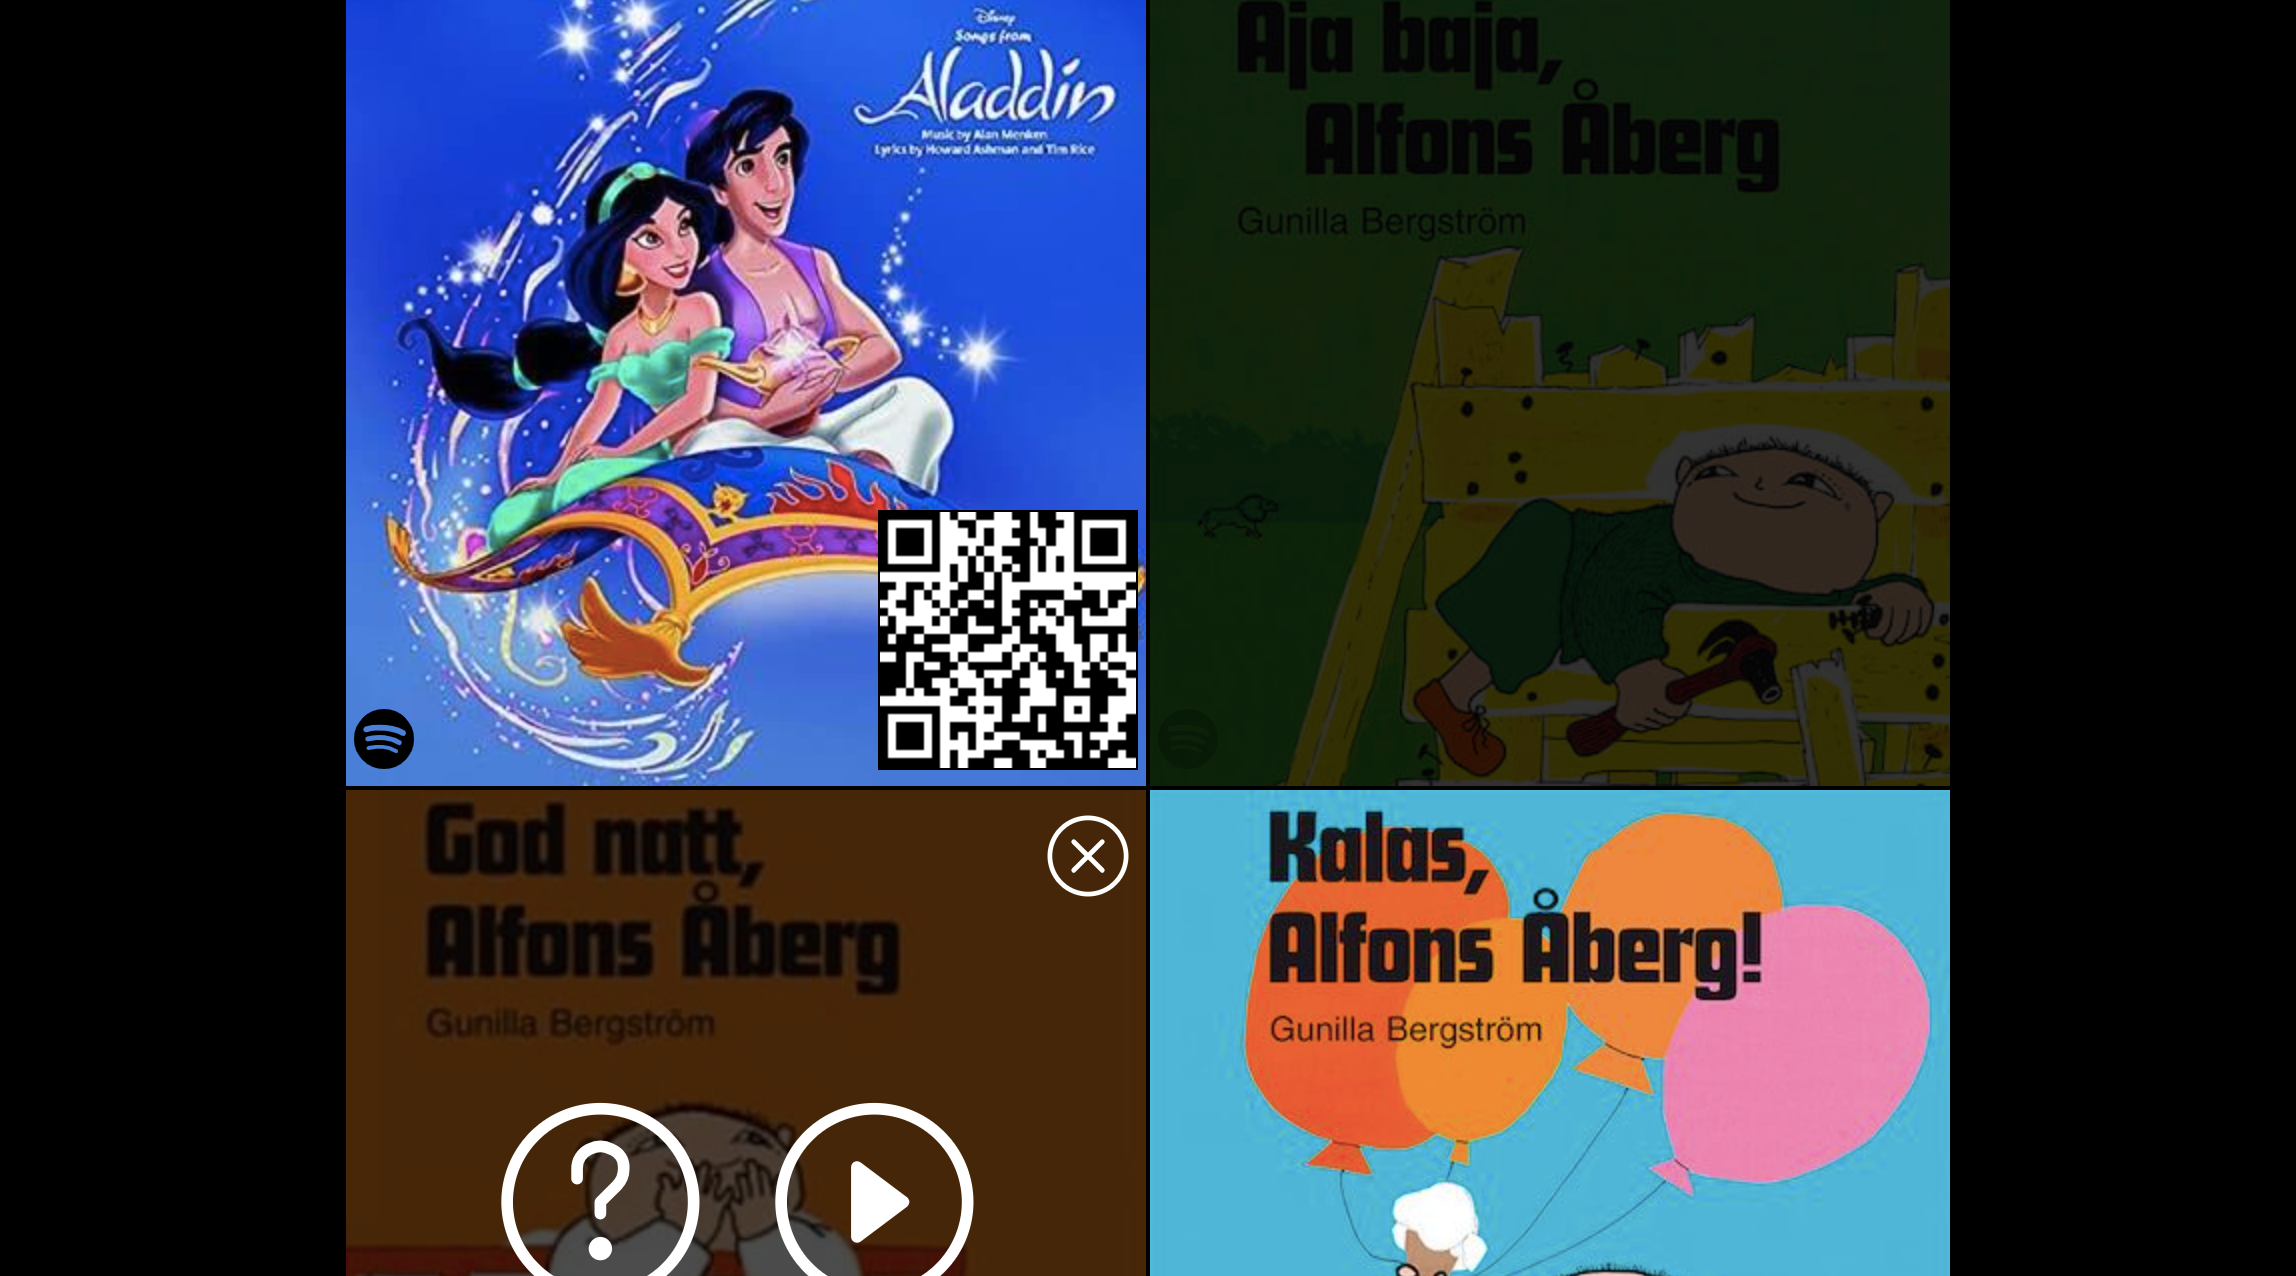 Disney
Songs from
Aladdin
Music by Alan Menken
Lyrics by Howard Ashman and Tim Rice
Aja baja,
Alfons Åberg
Gunilla Bergström
God natt,
Alfons Åberg
Gunilla Bergström
Kalas,
Alfons Åberg!
Gunilla Bergström